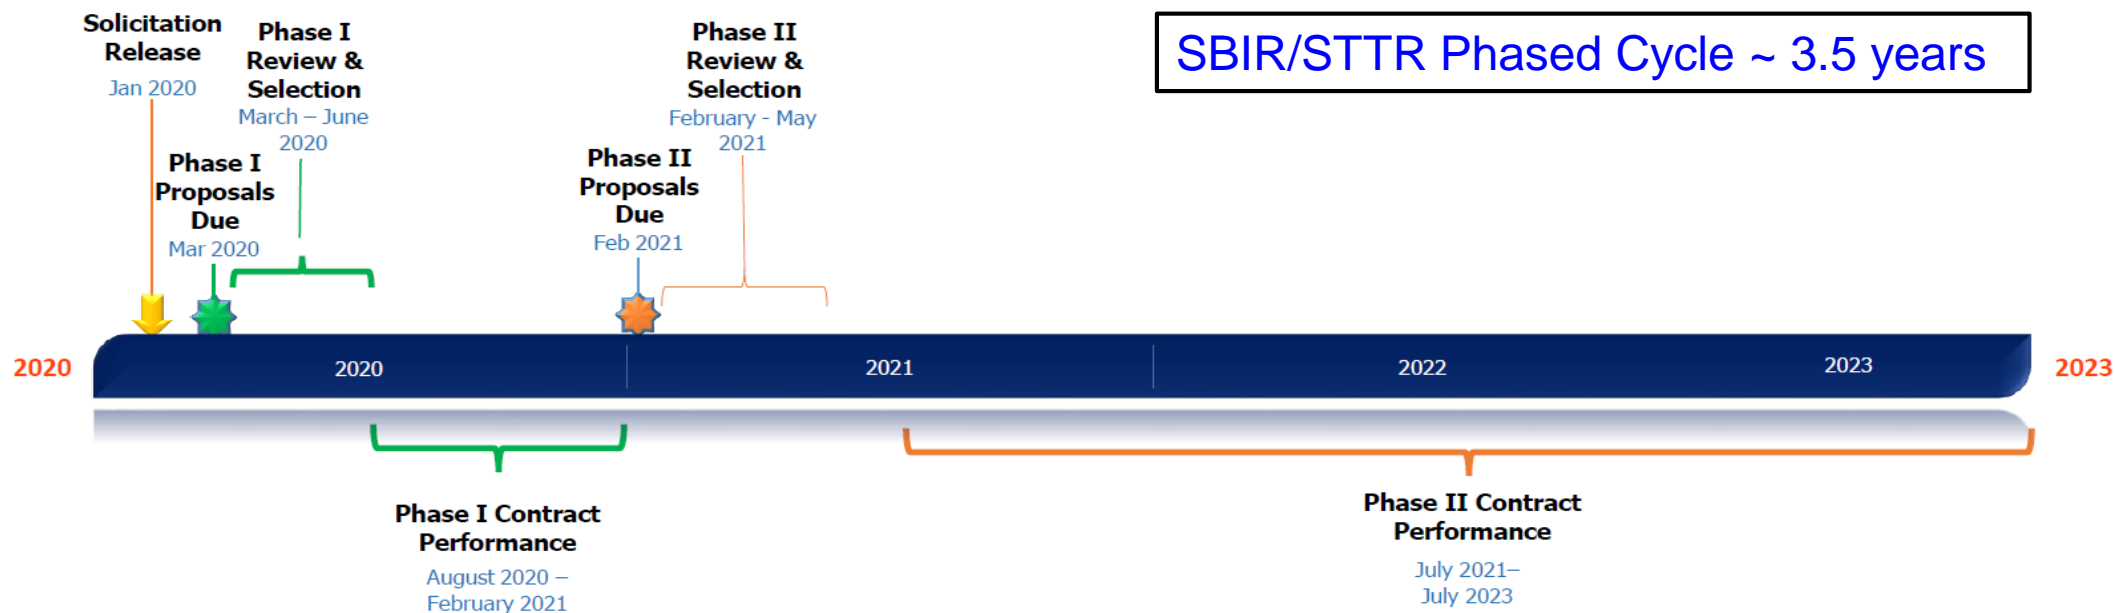 Solicitation
Release
Jan 2020
Phase I
Review &
Selection
March – June
2020
Phase I
Proposals
Due
Mar 2020
Phase II
Review &
Selection
February - May
2021
Phase II
Proposals
Due
Feb 2021
SBIR/STTR Phased Cycle ~ 3.5 years
2020
2020
2021
2022
2023
2023
Phase I Contract
Performance
August 2020 –
February 2021
Phase II Contract
Performance
July 2021–
July 2023